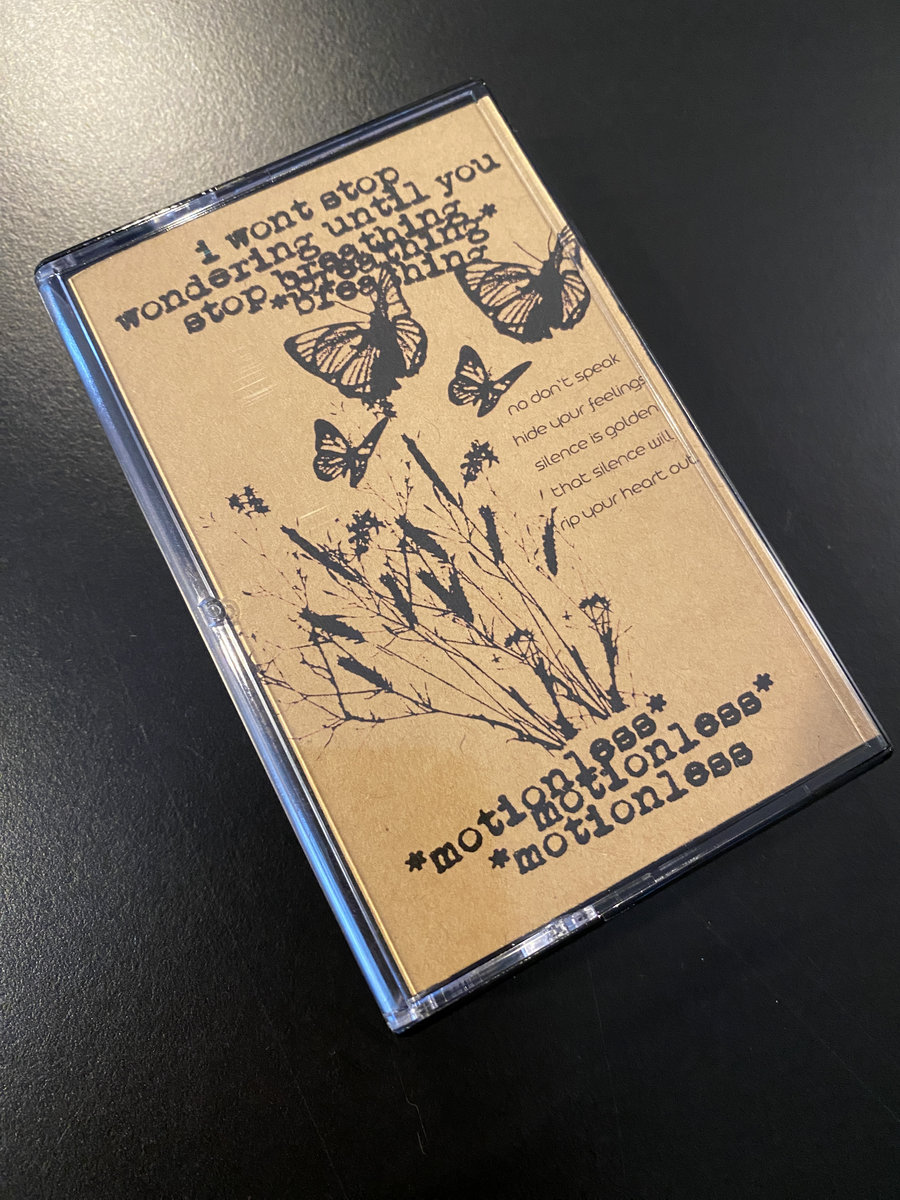 i wont stop
wondering until you
stop breathing
breathing*
*breathing
no don't speak
hide your feelings
silence is golden
that silence will
rip your heart out
*motionless*
motionless*
*motionless